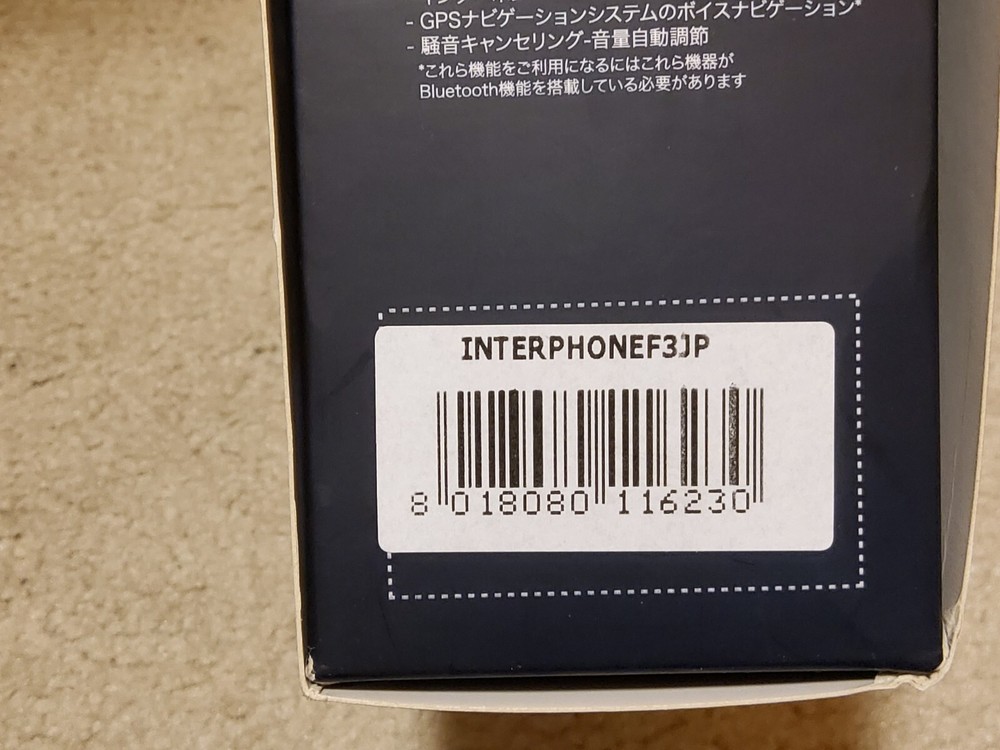 - GPSナビゲーションシステムのボイスナビゲーション*
- 騒音キャンセリング-音量自動調節
*これら機能をご利用になるにはこれら機器が
Bluetooth機能を搭載している必要があります
INTERPHONEF3JP
8 018080 116230